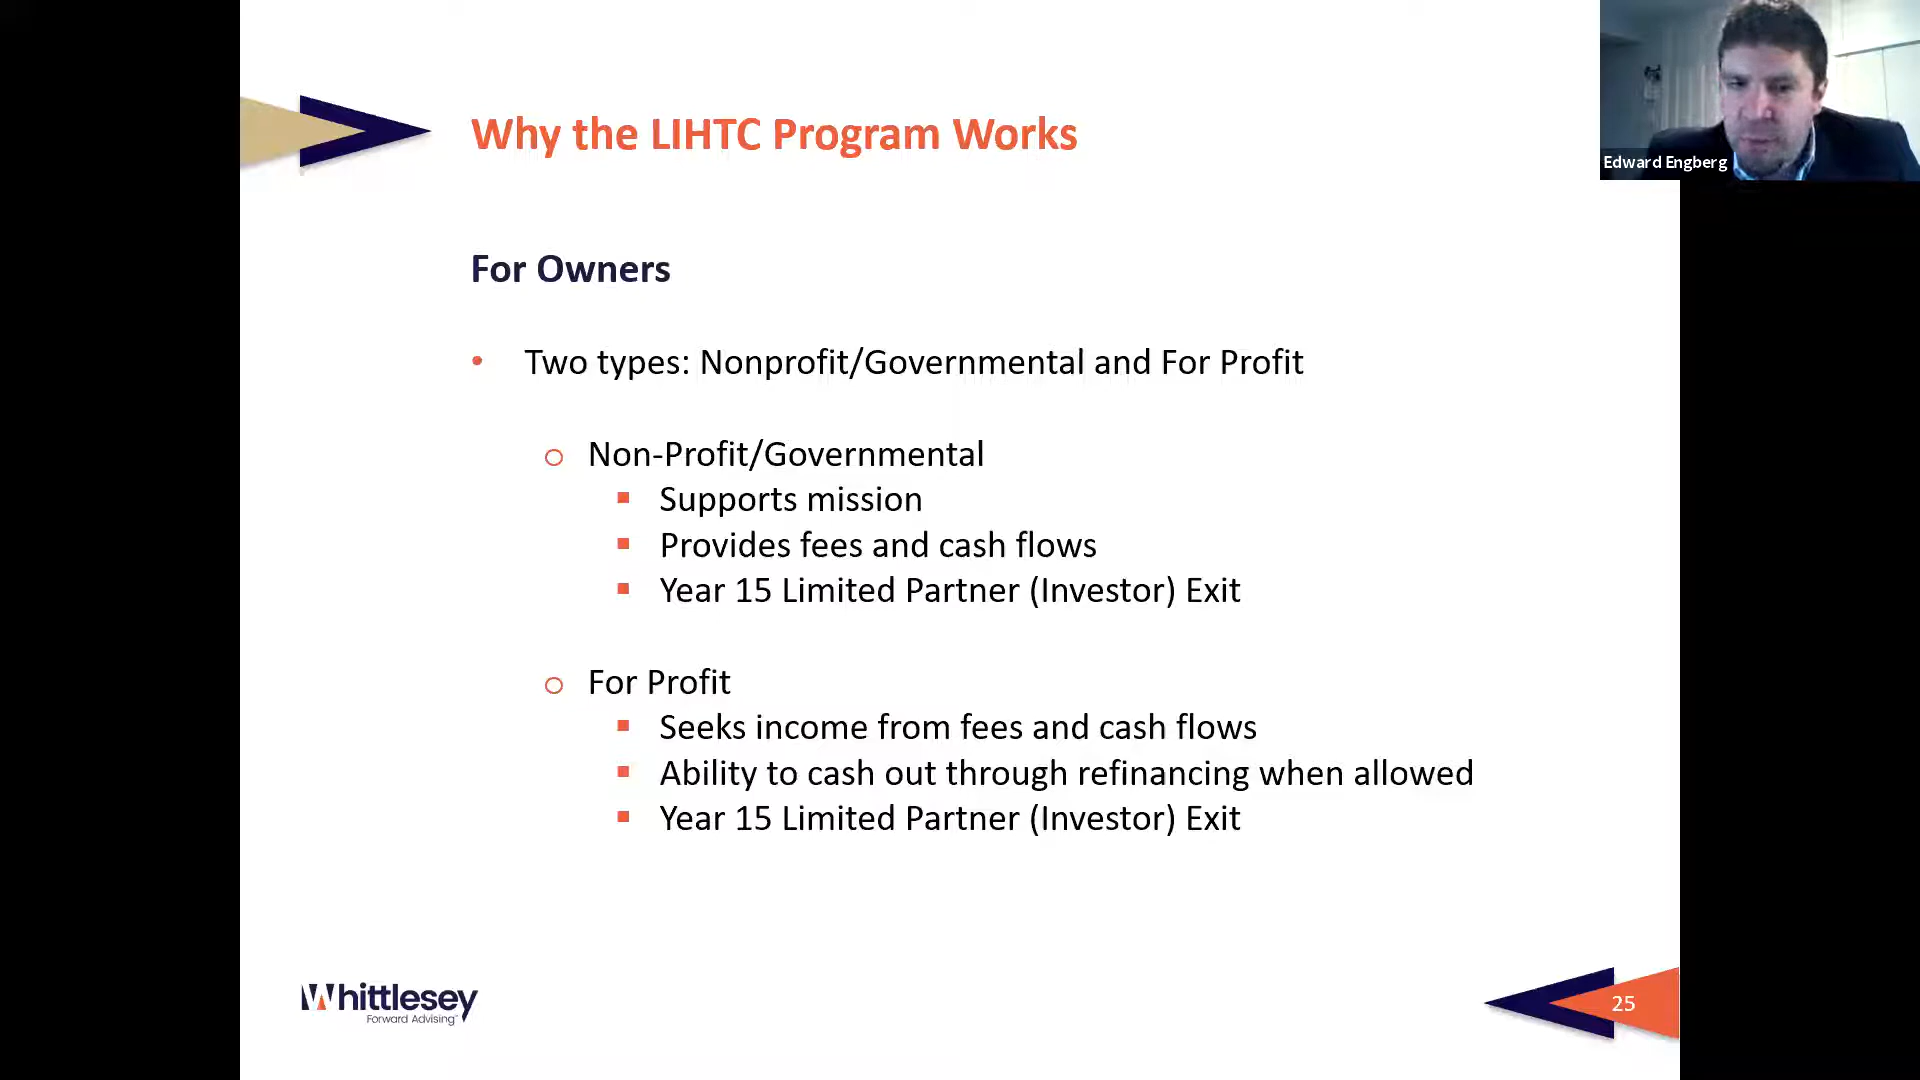 Why the LIHTC Program Works
Edward Engberg
For Owners
• Two types: Nonprofit/Governmental and For Profit
o Non-Profit/Governmental
▪ Supports mission
▪ Provides fees and cash flows
▪ Year 15 Limited Partner (Investor) Exit
o For Profit
▪ Seeks income from fees and cash flows
▪ Ability to cash out through refinancing when allowed
▪ Year 15 Limited Partner (Investor) Exit
Whittlesey
Forward Advising
25